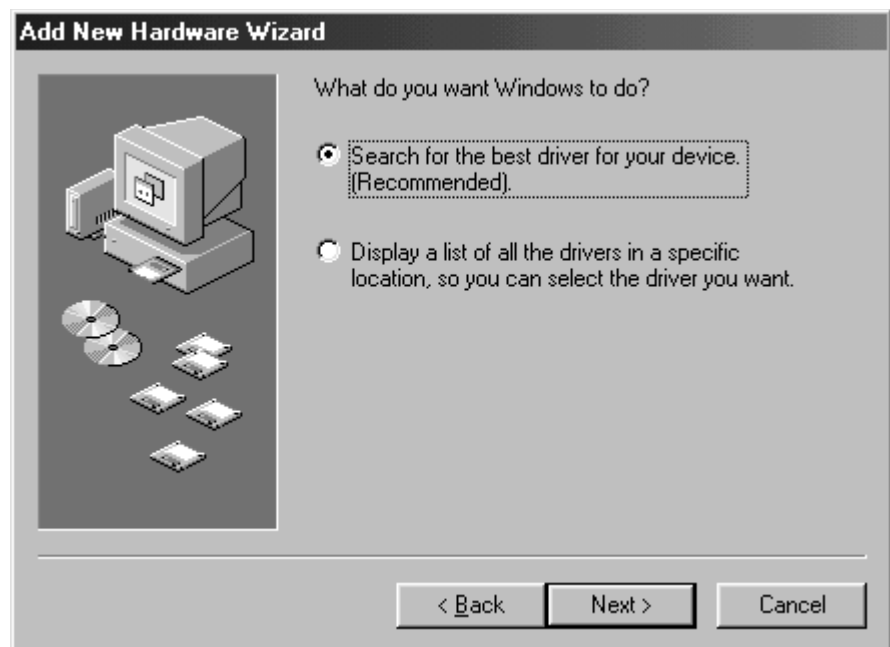 Add New Hardware Wizard
What do you want Windows to do?
Search for the best driver for your device.
(Recommended).
Display a list of all the drivers in a specific
location, so you can select the driver you want.
< Back
Next >
Cancel